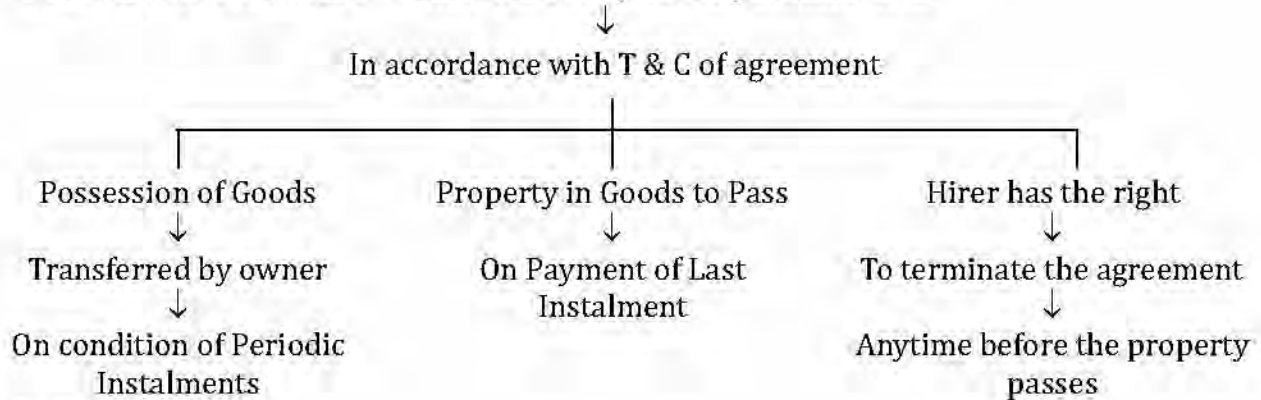 In accordance with T & C of agreement
Possession of Goods
Transferred by owner
On condition of Periodic
Instalments
Property in Goods to Pass
On Payment of Last
Instalment
Hirer has the right
To terminate the agreement
Anytime before the property
passes